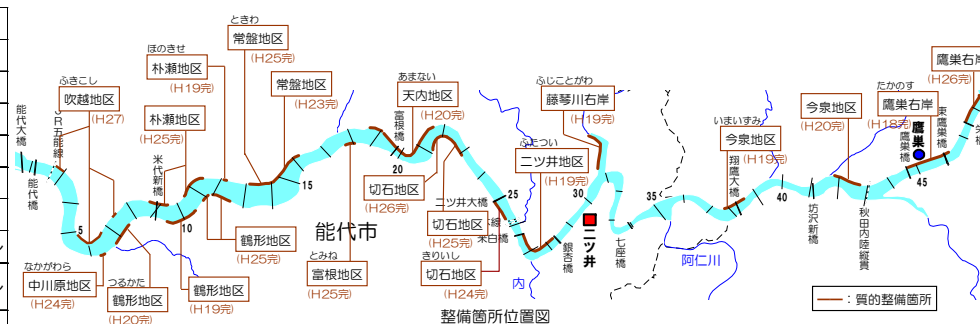 ときわ
常盤地区
(H25完)
ほのきせ
朴瀬地区
(H19完)
ふきこし
吹越地区
(H27)
朴瀬地区
(H25完)
常盤地区
(H23完)
あまない
天内地区
(H20完)
ふじことがわ
藤琴川右岸
(H19完)
ふたつい
二ツ井地区
(H19完)
いまいずみ
今泉地区
(H19完)
今泉地区
(H20完)
たかのす
鷹巣右岸
(H18完)
鷹巣右岸
(H26完)
能代大橋
JR五能線
能代橋
米代新橋
富根橋
切石地区
(H26完)
二ツ井大橋
切石地区
(H25完)
米白橋
きりいし
切石地区
(H24完)
銀杏橋
二ツ井
七座橋
翔鷹大橋
坊沢新橋
秋田内陸縦貫
鷹巣橋
鷹巣
東鷹巣橋
5
10
15
20
25
30
35
40
45
なかがわら
中川原地区
(H24完)
つるかた
鶴形地区
(H20完)
鶴形地区
(H19完)
鶴形地区
(H25完)
能代市
とみね
富根地区
(H25完)
内
阿仁川
:質的整備箇所
整備箇所位置図